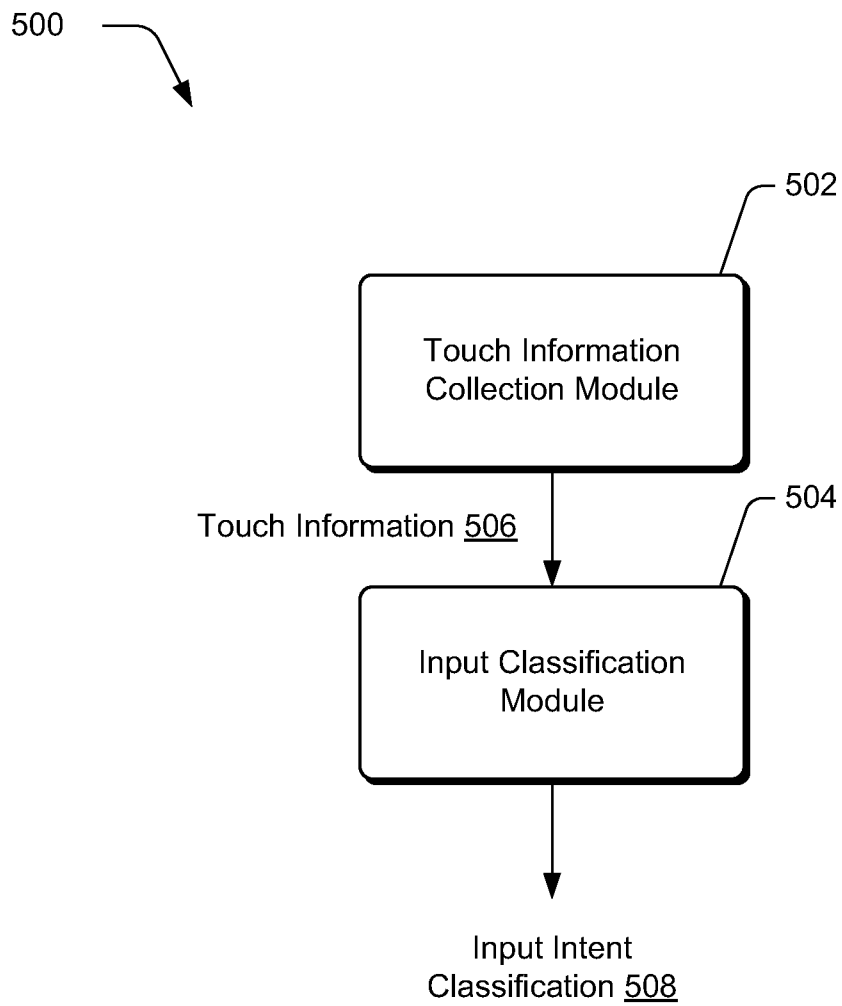 500
502
Touch Information
Collection Module
504
Touch Information 506
Input Classification
Module
Input Intent
Classification 508